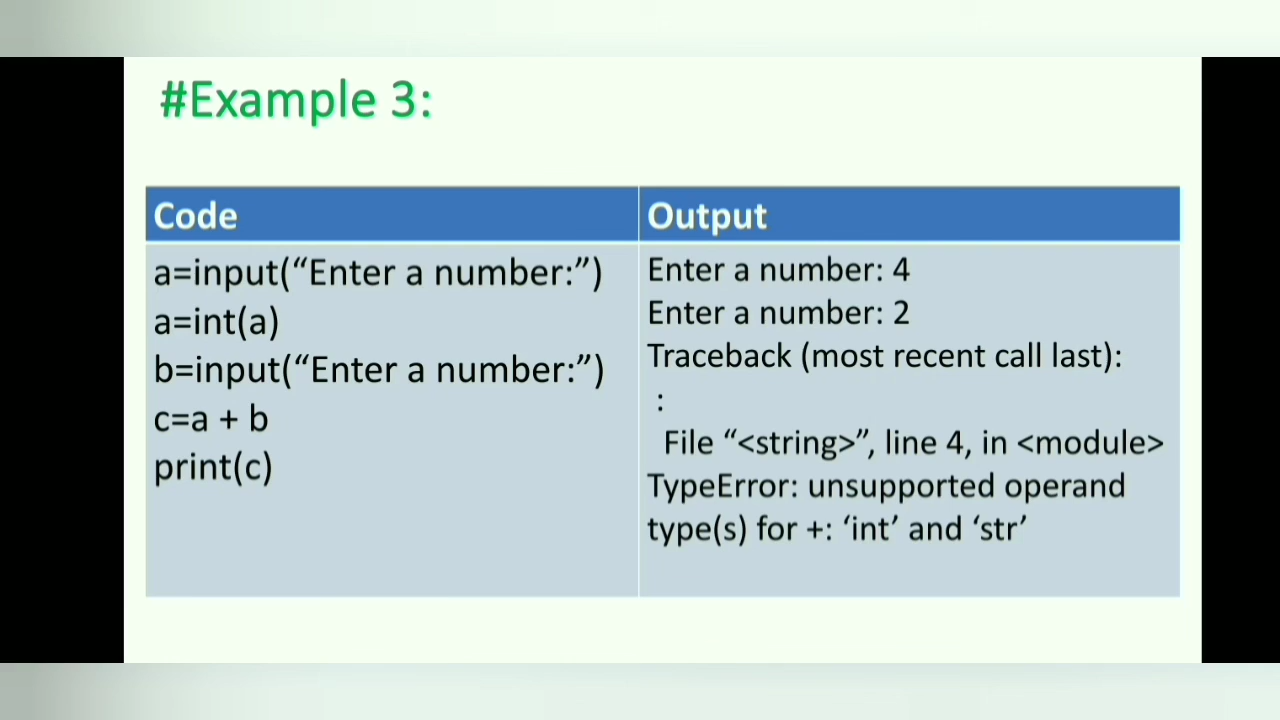 #Example 3:
Code
Output
a=input(“Enter a number:”)
a=int(a)
b=input(“Enter a number:”)
c=a + b
print(c)
Enter a number: 4
Enter a number: 2
Traceback (most recent call last):
:
File “<string>”, line 4, in <module>
TypeError: unsupported operand
type(s) for +: ‘int’ and ‘str’